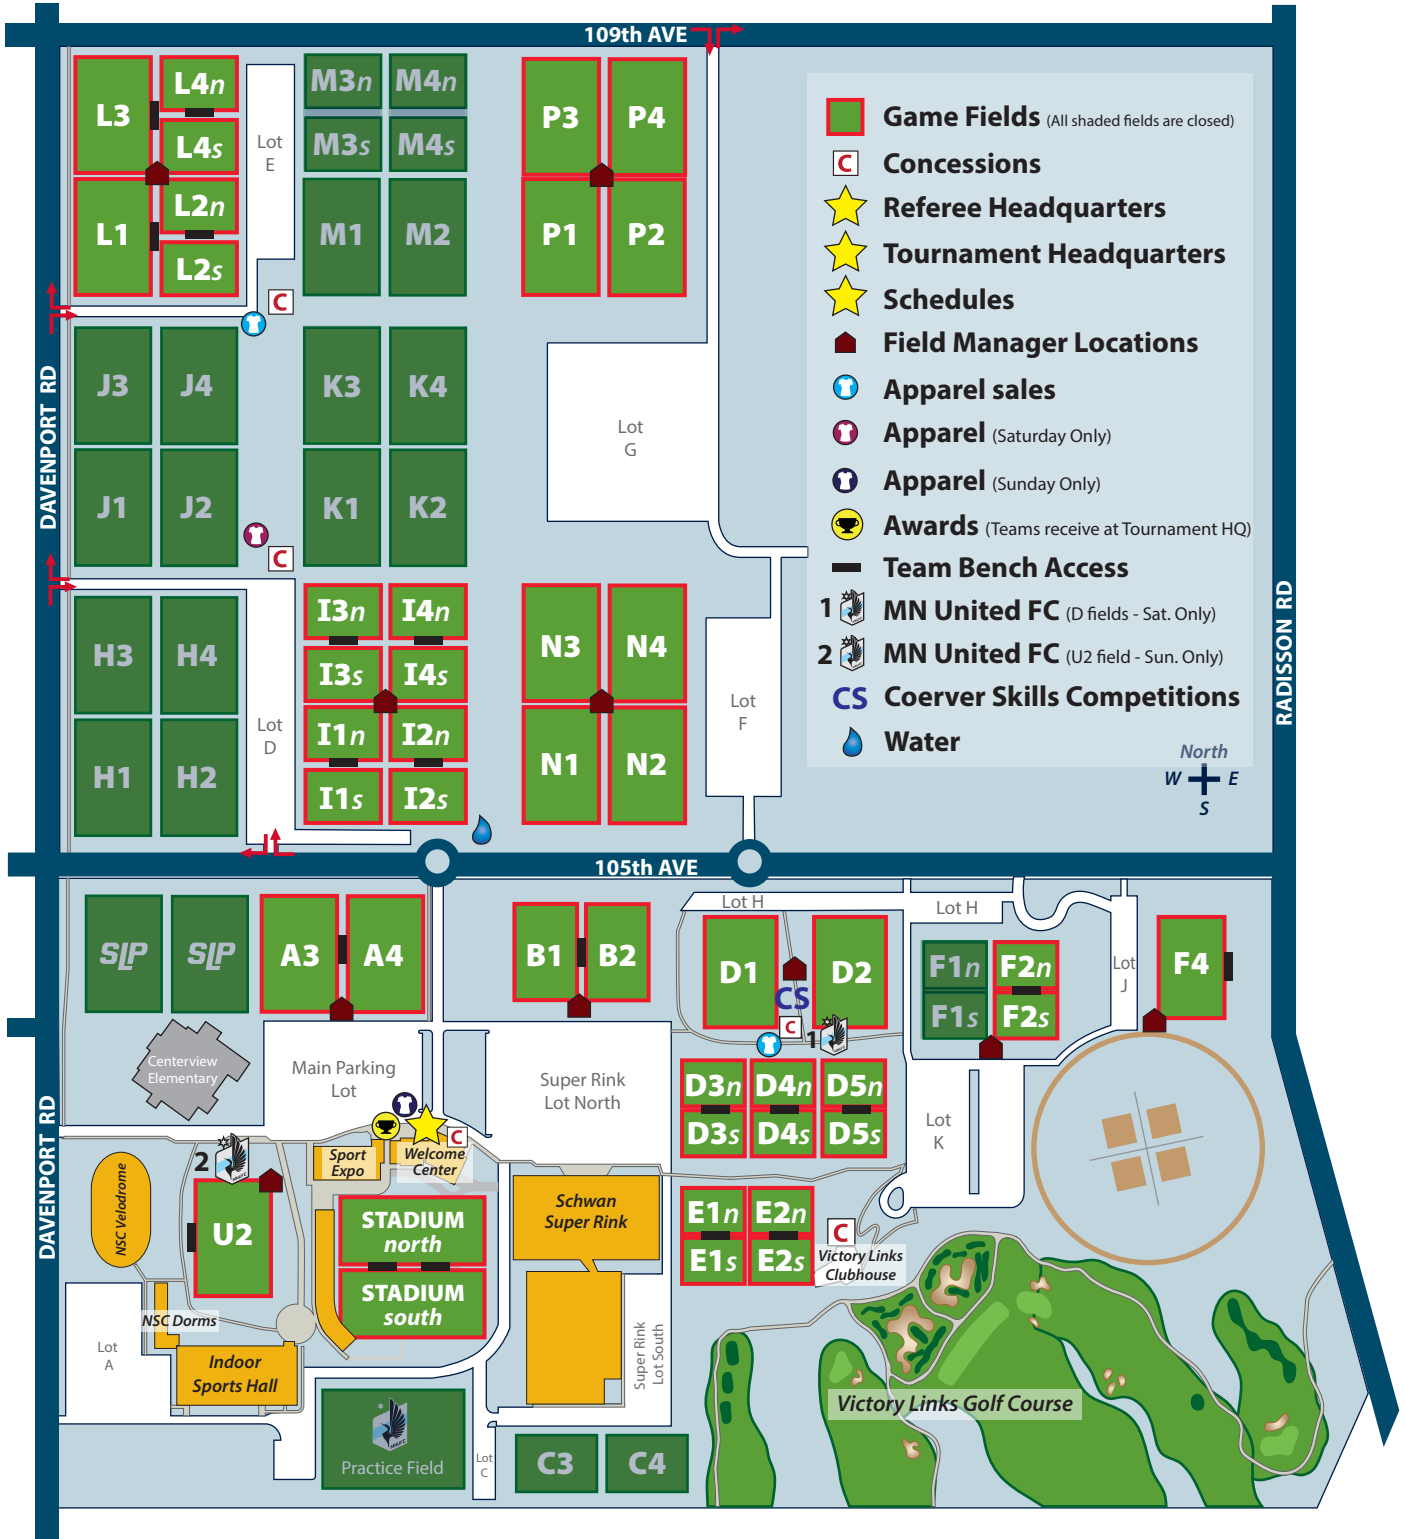 109th AVE
L3
L4n
L4s
L1
L2n
L2s
Lot
E
M3n
M4n
M3s
M4s
M1
M2
P3
P4
P1
P2
Game Fields (All shaded fields are closed)
C Concessions
Referee Headquarters
Tournament Headquarters
Schedules
Field Manager Locations
Apparel sales
Apparel (Saturday Only)
Apparel (Sunday Only)
Awards (Teams receive at Tournament HQ)
Team Bench Access
1 MN United FC (D fields - Sat. Only)
2 MN United FC (U2 field - Sun. Only)
CS Coerver Skills Competitions
Water
North
W E
S
C
DAVENPORT RD
J3
J4
J1
J2
K3
K4
K1
K2
Lot
G
C
RADISSON RD
H3
H4
H1
H2
Lot
D
I3n
I4n
I3s
I4s
I1n
I2n
I1s
I2s
N3
N4
N1
N2
Lot
F
105th AVE
SLP
SLP
A3
A4
B1
B2
Lot H
Lot H
D1
D2
CS
C
1
F1n
F2n
F1s
F2s
Lot
J
F4
Centerview
Elementary
Main Parking
Lot
Super Rink
Lot North
D3n
D4n
D5n
D3s
D4s
D5s
Lot
K
DAVENPORT RD
C
Sport
Expo
Welcome
Center
2
NSC Velodrome
U2
STADIUM
north
STADIUM
south
Schwan
Super Rink
E1n
E2n
E1s
E2s
C
Victory Links
Clubhouse
NSC Dorms
Lot
A
Indoor
Sports Hall
Super Rink
Lot South
Victory Links Golf Course
MNUFC
Practice Field
Lot
C
C3
C4